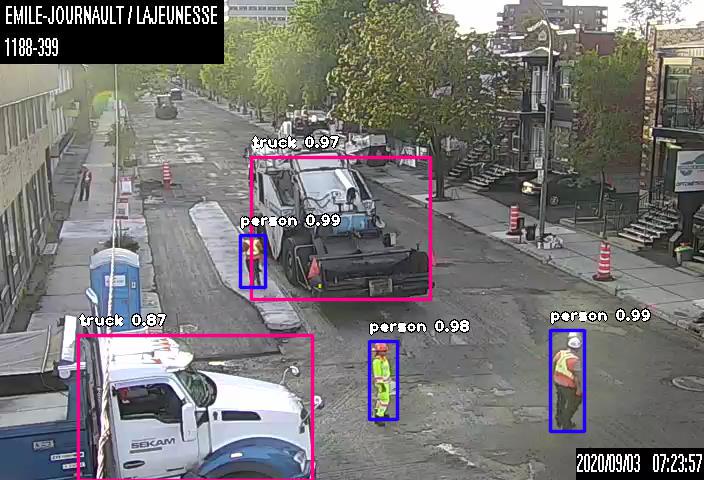 EMILE-JOURNAULT / LAJEUNESSE
1188-399
truck 0.97
person 0.99
truck 0.87
person 0.98
person 0.99
SEKAM
2020/09/03 07:23:57